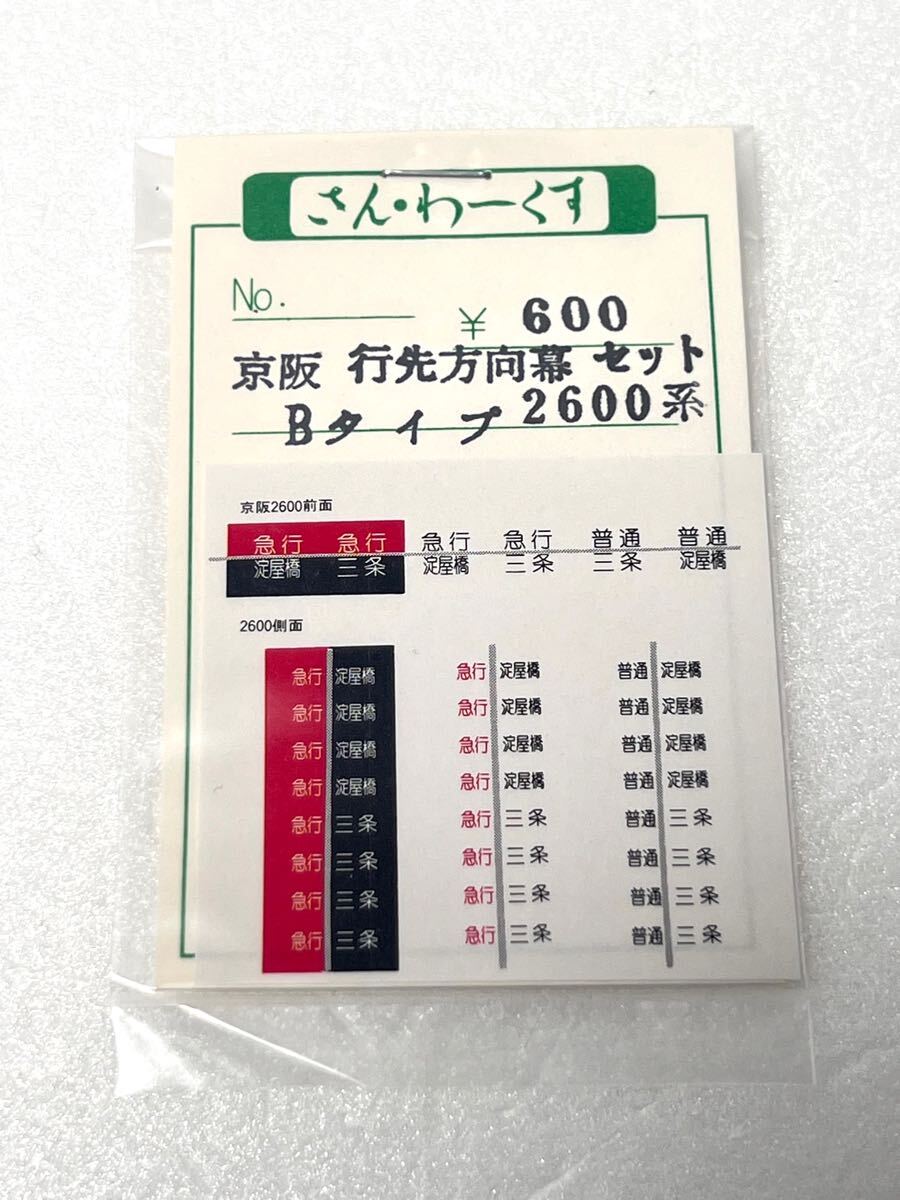 さん・わーくす
No.
¥ 600
京阪 行先方向幕 セット
Bタイプ 2600系
京阪2600前面
急行 急行 急行 急行 普通 普通
淀屋橋 三条 淀屋橋 三条 三条 淀屋橋
2600側面
急行 淀屋橋 急行 淀屋橋 普通 淀屋橋
急行 淀屋橋 急行 淀屋橋 普通 淀屋橋
急行 淀屋橋 急行 淀屋橋 普通 淀屋橋
急行 淀屋橋 急行 淀屋橋 普通 淀屋橋
急行 三条 急行 三条 普通 三条
急行 三条 急行 三条 普通 三条
急行 三条 急行 三条 普通 三条
急行 三条 急行 三条 普通 三条